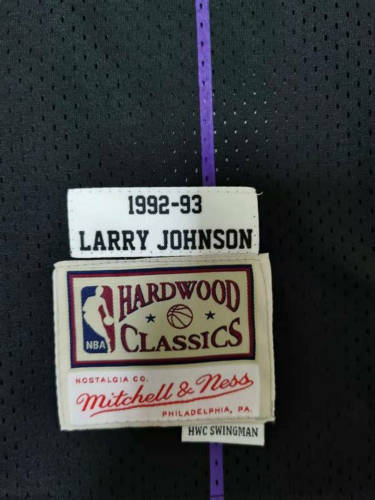 1992-93
LARRY JOHNSON
HARDWOOD
NBA
CLASSICS
NOSTALGIA CO.
Mitchell & Ness
PHILADELPHIA, PA.
HWC SWINGMAN